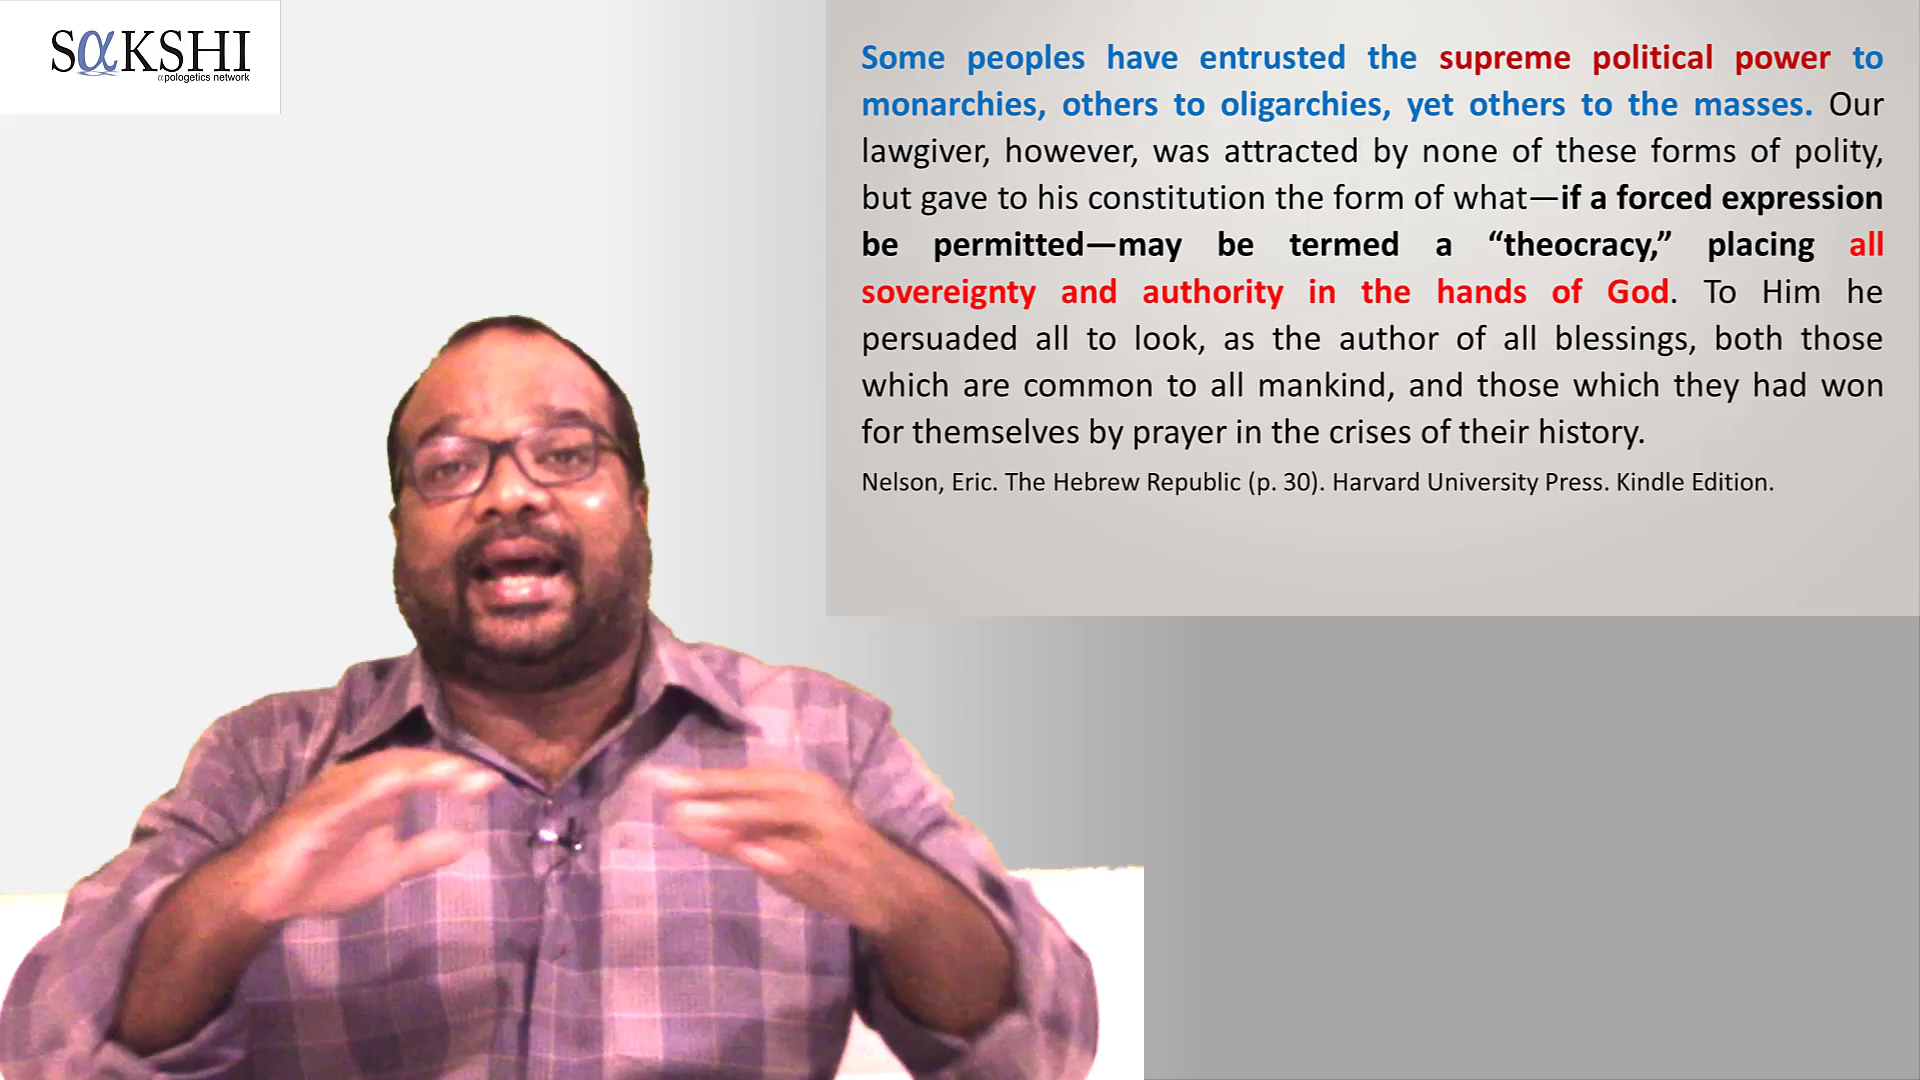 SαKSHI
αpologetics network
Some peoples have entrusted the supreme political power to
monarchies, others to oligarchies, yet others to the masses. Our
lawgiver, however, was attracted by none of these forms of polity,
but gave to his constitution the form of what—if a forced expression
be permitted—may be termed a “theocracy,” placing all
sovereignty and authority in the hands of God. To Him he
persuaded all to look, as the author of all blessings, both those
which are common to all mankind, and those which they had won
for themselves by prayer in the crises of their history.
Nelson, Eric. The Hebrew Republic (p. 30). Harvard University Press. Kindle Edition.